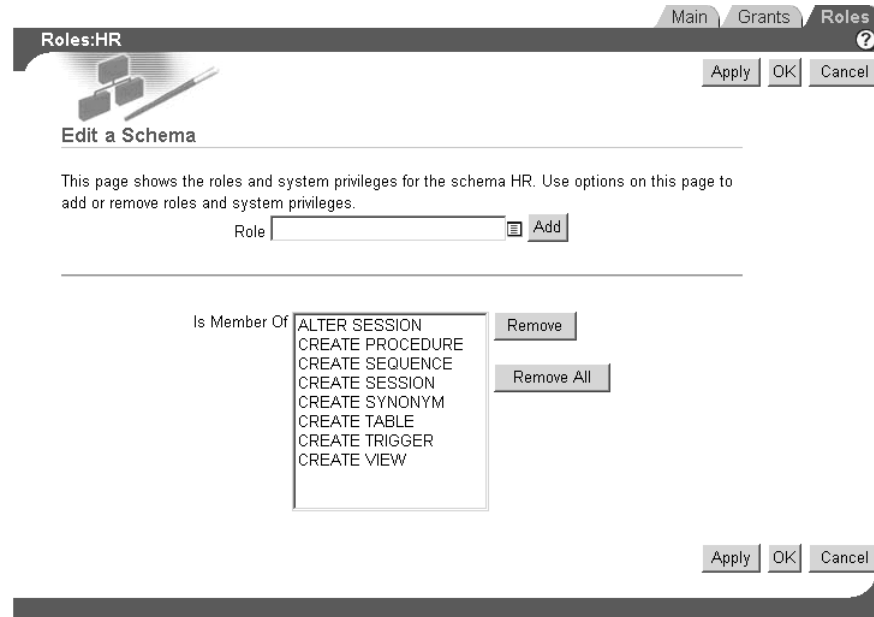 Main Grants Roles
Roles:HR ?
Apply OK Cancel
Edit a Schema
This page shows the roles and system privileges for the schema HR. Use options on this page to
add or remove roles and system privileges.
Role Add
Is Member Of ALTER SESSION Remove
CREATE PROCEDURE
CREATE SEQUENCE
CREATE SESSION Remove All
CREATE SYNONYM
CREATE TABLE
CREATE TRIGGER
CREATE VIEW
Apply OK Cancel